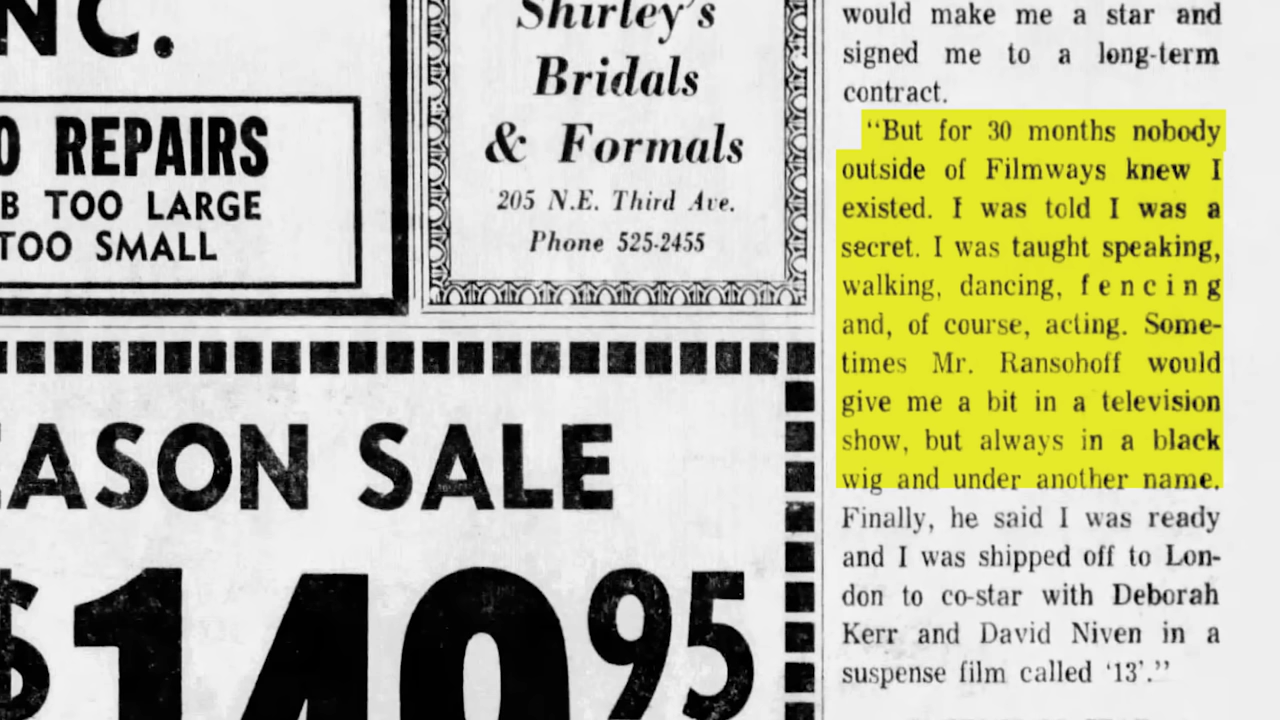 NC.
O REPAIRS
B TOO LARGE
TOO SMALL
Shirley's
Bridals
& Formals
205 N.E. Third Ave.
Phone 525-2455
EASON SALE
$14995
would make me a star and
signed me to a long-term
contract.
“But for 30 months nobody
outside of Filmways knew I
existed. I was told I was a
secret. I was taught speaking,
walking, dancing, fencing
and, of course, acting. Some-
times Mr. Ransohoff would
give me a bit in a television
show, but always in a black
wig and under another name.
Finally, he said I was ready
and I was shipped off to Lon-
don to co-star with Deborah
Kerr and David Niven in a
suspense film called ‘13’.”